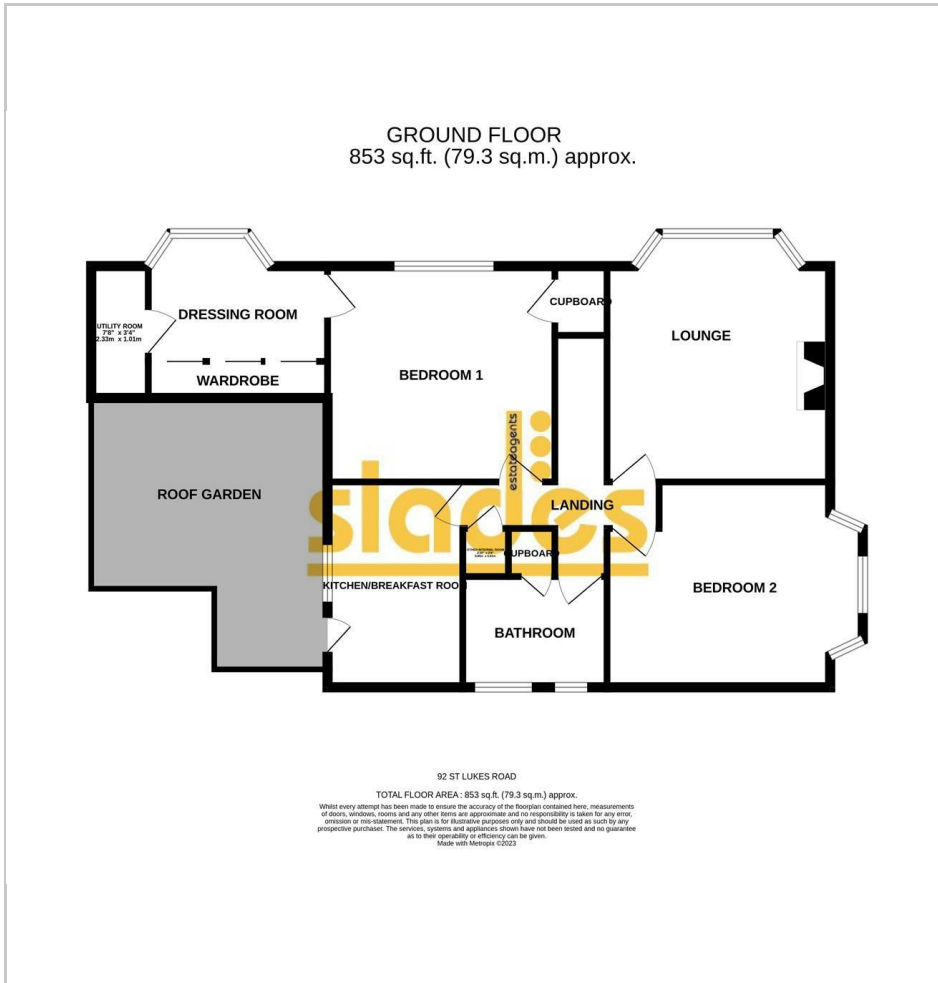 GROUND FLOOR
853 sq.ft. (79.3 sq.m.) approx.
UTILITY ROOM
7'8" x 3'4"
2.33m x 1.01m
DRESSING ROOM
WARDROBE
BEDROOM 1
CUPBOARD
LOUNGE
ROOF GARDEN
slades
estateagents
LANDING
CUPBOARD
KITCHEN/BREAKFAST ROOM
BATHROOM
BEDROOM 2
92 ST LUKES ROAD
TOTAL FLOOR AREA : 853 sq.ft. (79.3 sq.m.) approx.
Whilst every attempt has been made to ensure the accuracy of the floorplan contained here, measurements
of doors, windows, rooms and any other items are approximate and no responsibility is taken for any error,
omission or mis-statement. This plan is for illustrative purposes only and should be used as such by any
prospective purchaser. The services, systems and appliances shown have not been tested and no guarantee
as to their operability or efficiency can be given.
Made with Metropix ©2023